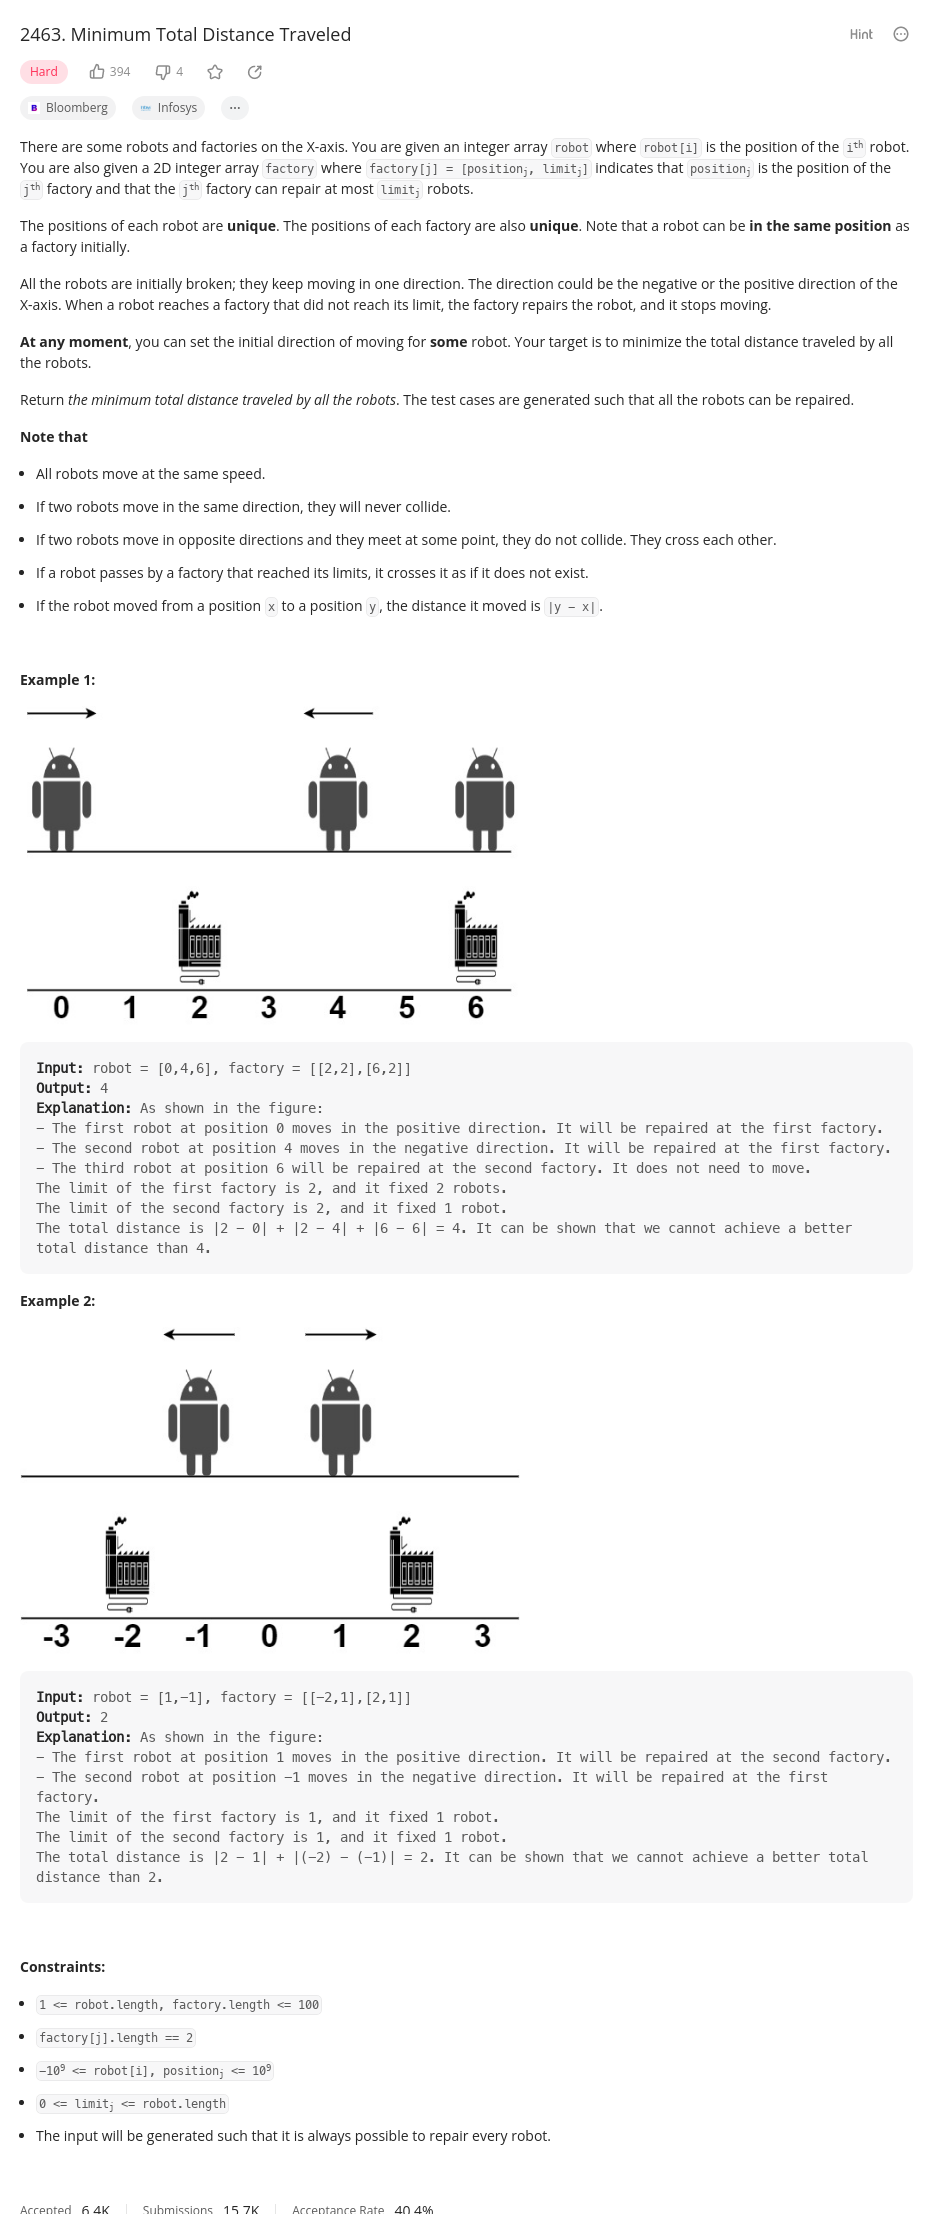 2463. Minimum Total Distance Traveled
Hint
Hard 394 4
Bloomberg Infosys ...
There are some robots and factories on the X-axis. You are given an integer array robot where robot[i] is the position of the ith robot.
You are also given a 2D integer array factory where factory[j] = [positionj, limitj] indicates that positionj is the position of the
jth factory and that the jth factory can repair at most limitj robots.
The positions of each robot are unique. The positions of each factory are also unique. Note that a robot can be in the same position as
a factory initially.
All the robots are initially broken; they keep moving in one direction. The direction could be the negative or the positive direction of the
X-axis. When a robot reaches a factory that did not reach its limit, the factory repairs the robot, and it stops moving.
At any moment, you can set the initial direction of moving for some robot. Your target is to minimize the total distance traveled by all
the robots.
Return the minimum total distance traveled by all the robots. The test cases are generated such that all the robots can be repaired.
Note that
• All robots move at the same speed.
• If two robots move in the same direction, they will never collide.
• If two robots move in opposite directions and they meet at some point, they do not collide. They cross each other.
• If a robot passes by a factory that reached its limits, it crosses it as if it does not exist.
• If the robot moved from a position x to a position y, the distance it moved is |y − x|.
Example 1:
0 1 2 3 4 5 6
Input: robot = [0,4,6], factory = [[2,2],[6,2]]
Output: 4
Explanation: As shown in the figure:
− The first robot at position 0 moves in the positive direction. It will be repaired at the first factory.
− The second robot at position 4 moves in the negative direction. It will be repaired at the first factory.
− The third robot at position 6 will be repaired at the second factory. It does not need to move.
The limit of the first factory is 2, and it fixed 2 robots.
The limit of the second factory is 2, and it fixed 1 robot.
The total distance is |2 − 0| + |2 − 4| + |6 − 6| = 4. It can be shown that we cannot achieve a better
total distance than 4.
Example 2:
-3 -2 -1 0 1 2 3
Input: robot = [1,−1], factory = [[−2,1],[2,1]]
Output: 2
Explanation: As shown in the figure:
− The first robot at position 1 moves in the positive direction. It will be repaired at the second factory.
− The second robot at position −1 moves in the negative direction. It will be repaired at the first
factory.
The limit of the first factory is 1, and it fixed 1 robot.
The limit of the second factory is 1, and it fixed 1 robot.
The total distance is |2 − 1| + |(−2) − (−1)| = 2. It can be shown that we cannot achieve a better total
distance than 2.
Constraints:
• 1 <= robot.length, factory.length <= 100
• factory[j].length == 2
• −10⁹ <= robot[i], positionj <= 10⁹
• 0 <= limitj <= robot.length
• The input will be generated such that it is always possible to repair every robot.
Accepted 6.4K Submissions 15.7K Acceptance Rate 40.4%